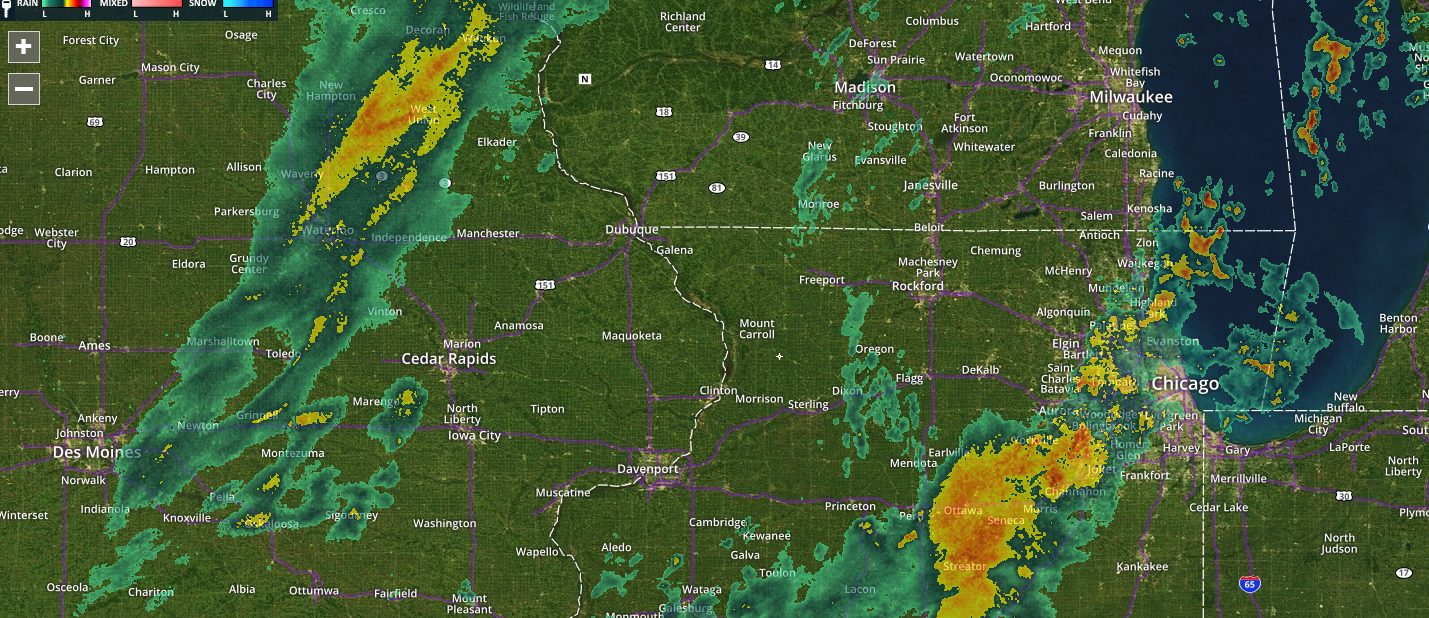 RAIN
L H
MIXED
L H
SNOW
L H
+
−
Cresco
Wildlife and
Fish Refuge
Richland
Center
Columbus
West Bend
Hartford
Forest City
Osage
Decorah
Waukon
DeForest
Sun Prairie
Watertown
Mequon
Garner
Mason City
Charles
City
New
Hampton
N
14
Madison
Fitchburg
Oconomowoc
Whitefish
Bay
Milwaukee
69
West
Union
18
39
Stoughton
Fort
Atkinson
Cudahy
Franklin
Elkader
New
Glarus
Evansville
Whitewater
Caledonia
Clarion
Hampton
Allison
Waverly
3
3
151
81
Janesville
Burlington
Racine
Parkersburg
Monroe
Salem
Kenosha
Webster
City
20
Waterloo
Independence
Manchester
Dubuque
Beloit
Antioch
Zion
Eldora
Grundy
Center
Galena
Chemung
Machesney
Park
Rockford
McHenry
Waukegan
151
Freeport
Mundelein
Vinton
Anamosa
Maquoketa
Mount
Carroll
Algonquin
Highland
Park
Benton
Harbor
Boone
Ames
Marshalltown
Toledo
Marion
Cedar Rapids
Oregon
Elgin
Bartlett
Evanston
DeKalb
Saint
Charles
Batavia
Chicago
Flagg
Clinton
Morrison
Sterling
Dixon
Ankeny
Johnston
Des Moines
Norwalk
Newton
Grinnell
Marengo
North
Liberty
Tipton
Iowa City
Aurora
Woodridge
Bolingbrook
New
Buffalo
Michigan
City
Montezuma
Davenport
Mendota
Earlville
Yorkville
Homer
Glen
Harvey
Gary
LaPorte
Joliet
Frankfort
Merrillville
North
Liberty
Channahon
30
Indianola
Pella
Knoxville
Oskaloosa
Sigourney
Washington
Muscatine
Princeton
Ottawa
Seneca
Morris
Cedar Lake
Winterset
Cambridge
Kewanee
Wapello
Aledo
Galva
Toulon
Streator
Kankakee
North
Judson
17
Osceola
Chariton
Albia
Ottumwa
Fairfield
Mount
Pleasant
Wataga
Galesburg
Monmouth
Lacon
65